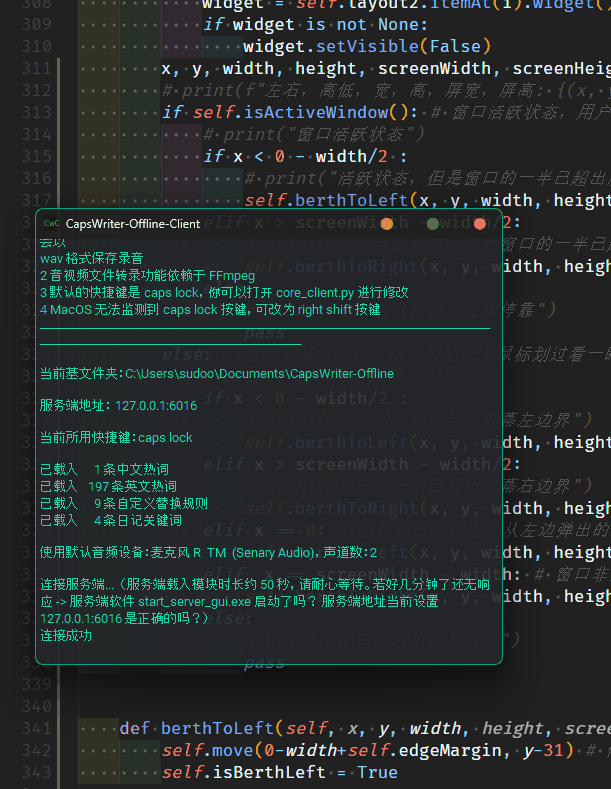 308 widget = self.layout2.itemAt(i).widget()
309 if widget is not None:
310 widget.setVisible(False)
311 x, y, width, height, screenWidth, screenHei
312 # print(f"左右, 高低, 宽, 高, 屏宽, 屏高: {(x,
313 if self.isActiveWindow(): # 窗口活跃状态, 用户
314 # print("窗口活跃状态")
315 if x < 0 - width/2 :
316 # print("活跃状态, 但是窗口的一半已超出
317 self.berthToLeft(x, y, width, height
CwC CapsWriter-Offline-Client
elif x > screenWidth - width/2:
会以
wav 格式保存录音
窗口的一半已
2 音视频文件转录功能依赖于 FFmpeg
self.berthToRight(x, y, width, heigh
3 默认的快捷键是 caps lock，你可以打开 core_client.py 进行修改
4 MacOS 无法监测到 caps lock 按键，可改为 right shift 按键
停靠")
pass
else:
鼠标划过看一眼
当前基文件夹：C:\Users\sudoo\Documents\CapsWriter-Offline
if x < 0 - width/2 :
服务端地址：127.0.0.1:6016
幕左边界")
当前所用快捷键：caps lock
self.berthToLeft(x, y, width, height
elif x > screenWidth - width/2:
已载入 1 条中文热词
已载入 197 条英文热词
幕右边界")
已载入 9 条自定义替换规则
self.berthToRight(x, y, width, heigh
已载入 4 条日记关键词
elif x == 0:
从左边弹出的
使用默认音频设备：麦克风 R TM (Senary Audio)，声道数：2
h: # 窗口非
连接服务端...（服务端载入模块时长约 50 秒，请耐心等待。若好几分钟了还无响
width, height
应 -> 服务端软件 start_server_gui.exe 启动了吗？ 服务端地址当前设置
127.0.0.1:6016 是正确的吗？）
else:
连接成功
")
pass
339
340
341 def berthToLeft(self, x, y, width, height, scree
342 self.move(0-width+self.edgeMargin, y-31) #
343 self.isBerthLeft = True